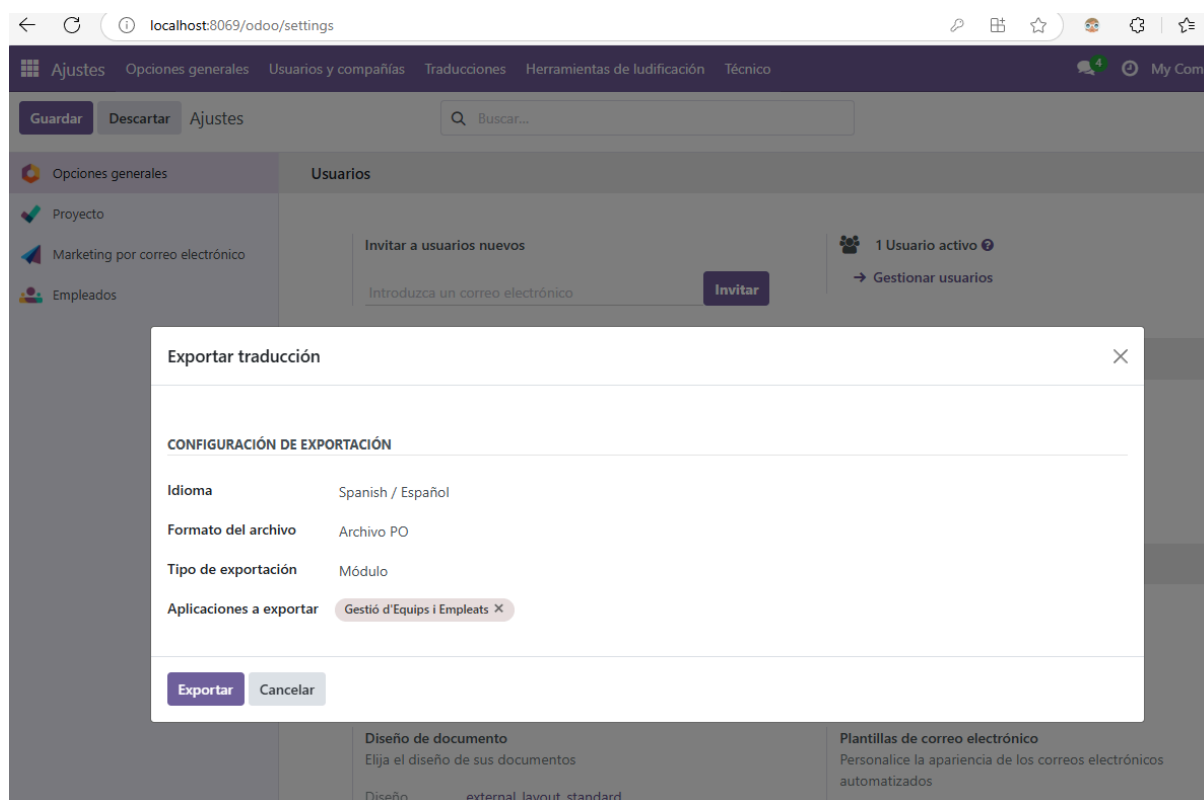 localhost:8069/odoo/settings
Ajustes Opciones generales Usuarios y compañías Traducciones Herramientas de ludificación Técnico 4 My Com
Guardar Descartar Ajustes Buscar...
Opciones generales Usuarios
Proyecto
Invitar a usuarios nuevos 1 Usuario activo
Marketing por correo electrónico
Gestionar usuarios
Empleados Introduzca un correo electrónico Invitar
Exportar traducción
CONFIGURACIÓN DE EXPORTACIÓN
Idioma Spanish / Español
Formato del archivo Archivo PO
Tipo de exportación Módulo
Aplicaciones a exportar Gestió d'Equips i Empleats
Exportar Cancelar
Diseño de documento Plantillas de correo electrónico
Elija el diseño de sus documentos Personalice la apariencia de los correos electrónicos
automatizados
Diseño external_layout_standard